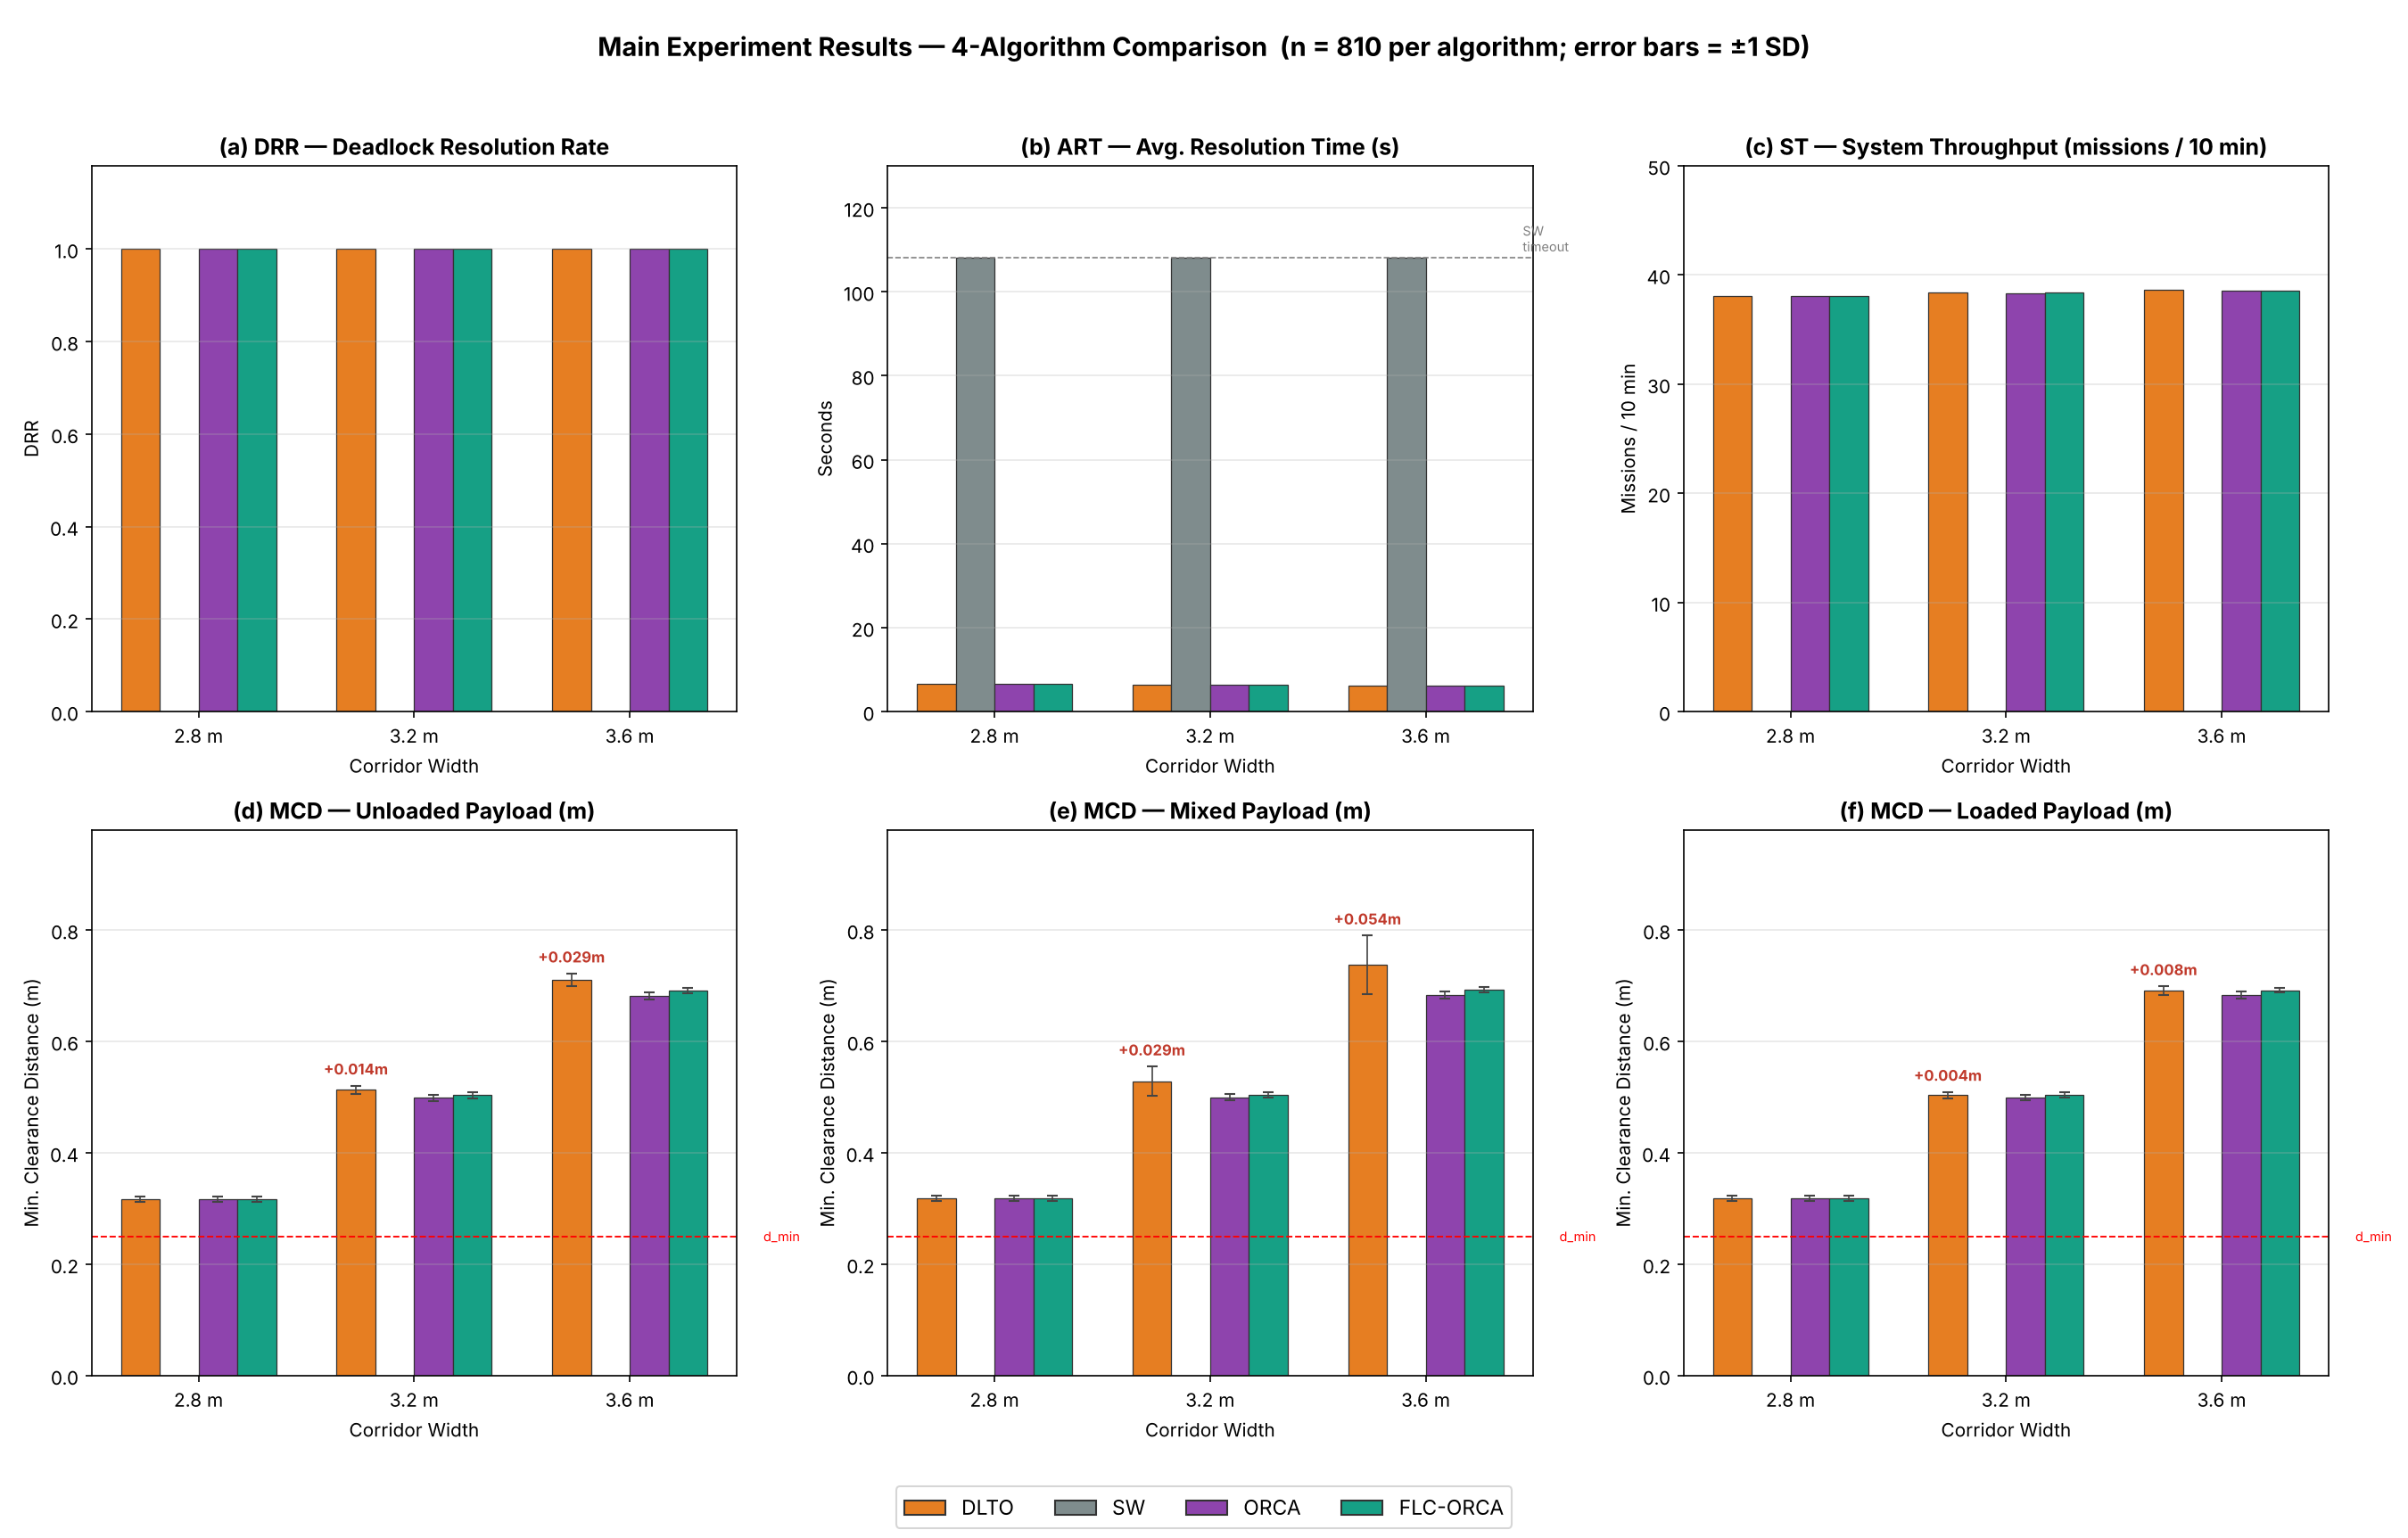 Main Experiment Results — 4-Algorithm Comparison (n = 810 per algorithm; error bars = ±1 SD)
(a) DRR — Deadlock Resolution Rate
DRR
1.0
0.8
0.6
0.4
0.2
0.0
2.8 m 3.2 m 3.6 m
Corridor Width
(b) ART — Avg. Resolution Time (s)
Seconds
120
100
80
60
40
20
0
SW
timeout
2.8 m 3.2 m 3.6 m
Corridor Width
(c) ST — System Throughput (missions / 10 min)
Missions / 10 min
50
40
30
20
10
0
2.8 m 3.2 m 3.6 m
Corridor Width
(d) MCD — Unloaded Payload (m)
Min. Clearance Distance (m)
0.8
0.6
0.4
0.2
0.0
+0.014m
+0.029m
d_min
2.8 m 3.2 m 3.6 m
Corridor Width
(e) MCD — Mixed Payload (m)
Min. Clearance Distance (m)
0.8
0.6
0.4
0.2
0.0
+0.029m
+0.054m
d_min
2.8 m 3.2 m 3.6 m
Corridor Width
(f) MCD — Loaded Payload (m)
Min. Clearance Distance (m)
0.8
0.6
0.4
0.2
0.0
+0.004m
+0.008m
d_min
2.8 m 3.2 m 3.6 m
Corridor Width
DLTO SW ORCA FLC-ORCA